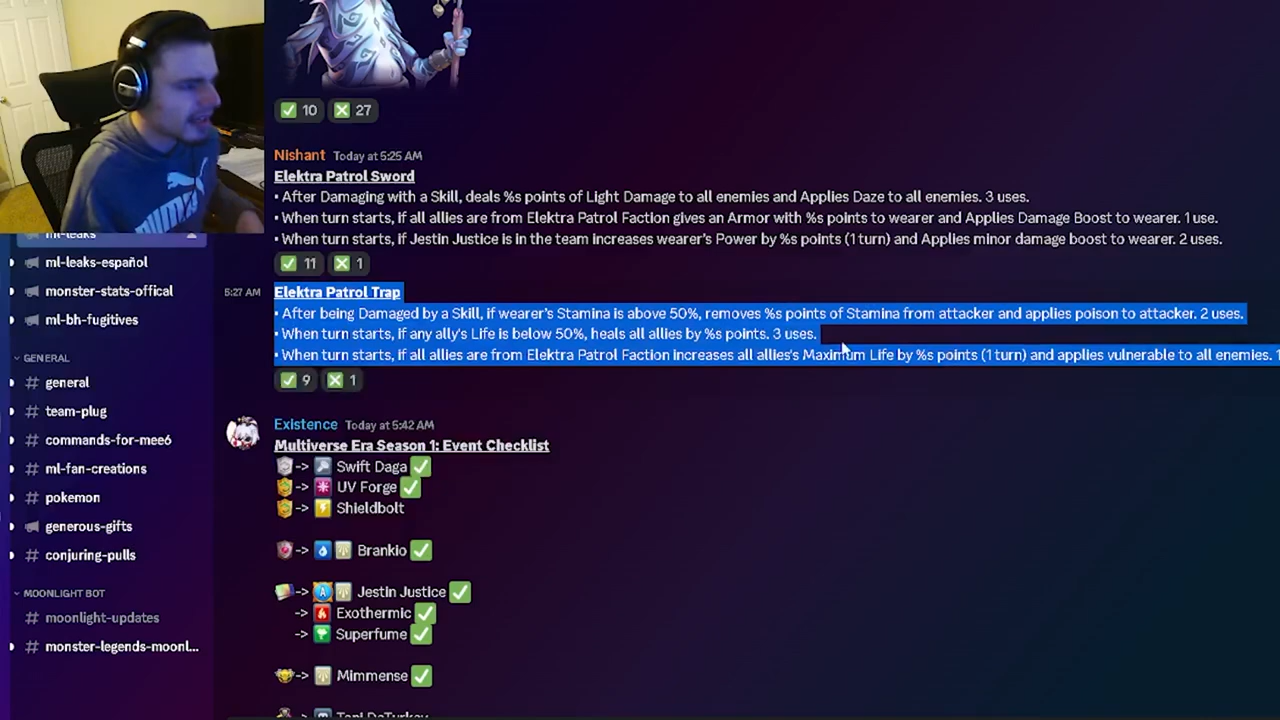 10 27
Nishant Today at 5:25 AM
Elektra Patrol Sword
• After Damaging with a Skill, deals %s points of Light Damage to all enemies and Applies Daze to all enemies. 3 uses.
• When turn starts, if all allies are from Elektra Patrol Faction gives an Armor with %s points to wearer and Applies Damage Boost to wearer. 1 use.
• When turn starts, if Jestin Justice is in the team increases wearer's Power by %s points (1 turn) and Applies minor damage boost to wearer. 2 uses.
11 1
5:27 AM Elektra Patrol Trap
• After being Damaged by a Skill, if wearer's Stamina is above 50%, removes %s points of Stamina from attacker and applies poison to attacker. 2 uses.
• When turn starts, if any ally's Life is below 50%, heals all allies by %s points. 3 uses.
• When turn starts, if all allies are from Elektra Patrol Faction increases all allies's Maximum Life by %s points (1 turn) and applies vulnerable to all enemies. 1
9 1
Existence Today at 5:42 AM
Multiverse Era Season 1: Event Checklist
-> Swift Daga
-> UV Forge
-> Shieldbolt
-> Brankio
-> Jestin Justice
-> Exothermic
-> Superfume
-> Mimmense
ml-leaks
ml-leaks-español
monster-stats-offical
ml-bh-fugitives
GENERAL
general
team-plug
commands-for-mee6
ml-fan-creations
pokemon
generous-gifts
conjuring-pulls
MOONLIGHT BOT
moonlight-updates
monster-legends-moonl...
PUMA